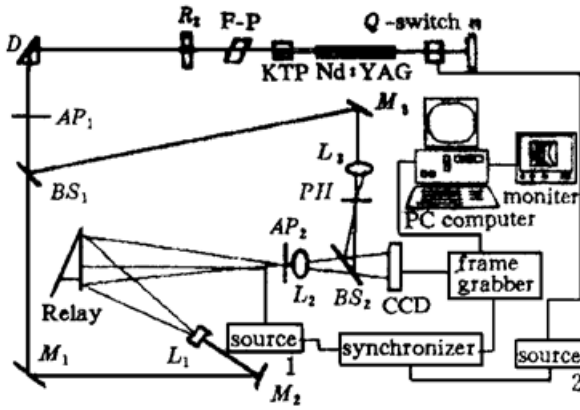 D
R₂
F-P
Q-switch
KTP
Nd:YAG
AP₁
M₃
L₃
BS₁
PH
moniter
PC computer
AP₂
L₂
BS₂
CCD
frame
grabber
Relay
L₁
source
1
synchronizer
source
2
M₁
M₂